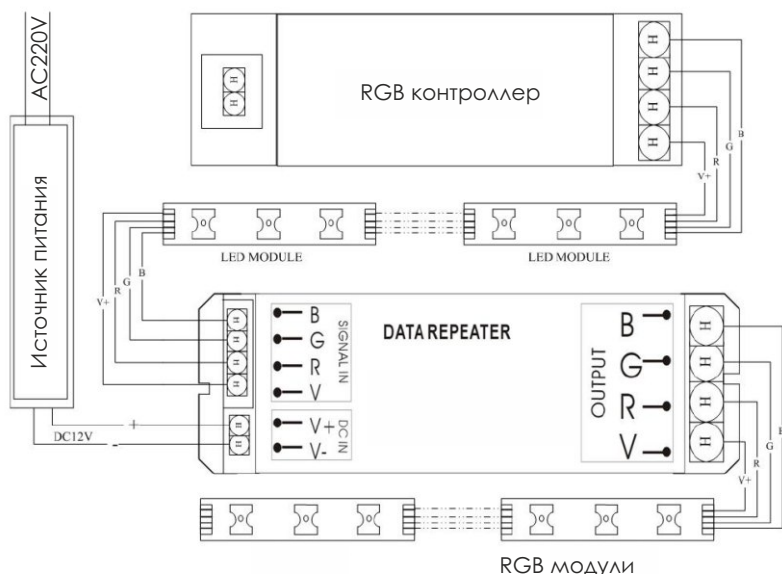 AC220V
Источник питания
RGB контроллер
H
H
H
H
H
H
B
G
R
V+
LED MODULE
LED MODULE
B
G
R
V+
DATA REPEATER
H
H
H
H
H
H
B
G
R
V
SIGNAL IN
V+
V-
DC IN
OUTPUT
B
G
R
V
H
H
H
H
DC12V
+
-
V+
R
G
RGB модули